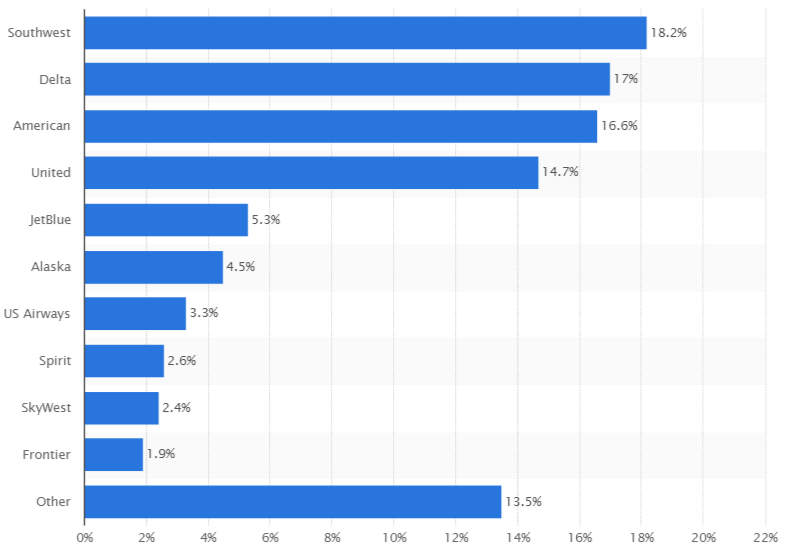 Southwest 18.2%
Delta 17%
American 16.6%
United 14.7%
JetBlue 5.3%
Alaska 4.5%
US Airways 3.3%
Spirit 2.6%
SkyWest 2.4%
Frontier 1.9%
Other 13.5%
0% 2% 4% 6% 8% 10% 12% 14% 16% 18% 20% 22%